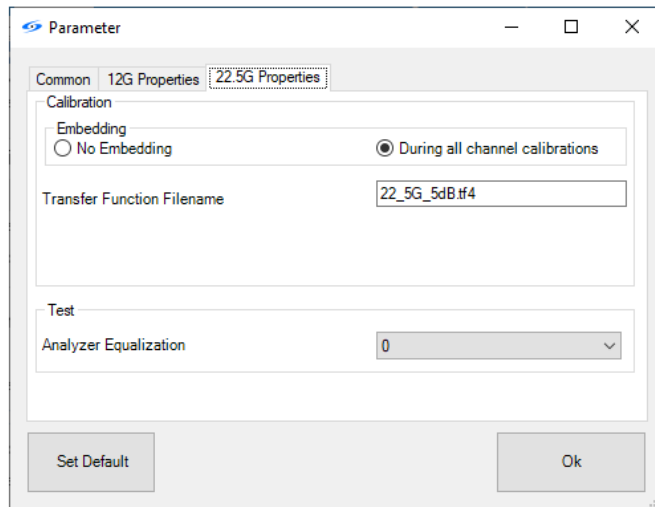 Parameter
Common 12G Properties 22.5G Properties
Calibration
Embedding
No Embedding During all channel calibrations
Transfer Function Filename 22_5G_5dB.tf4
Test
Analyzer Equalization 0
Set Default Ok